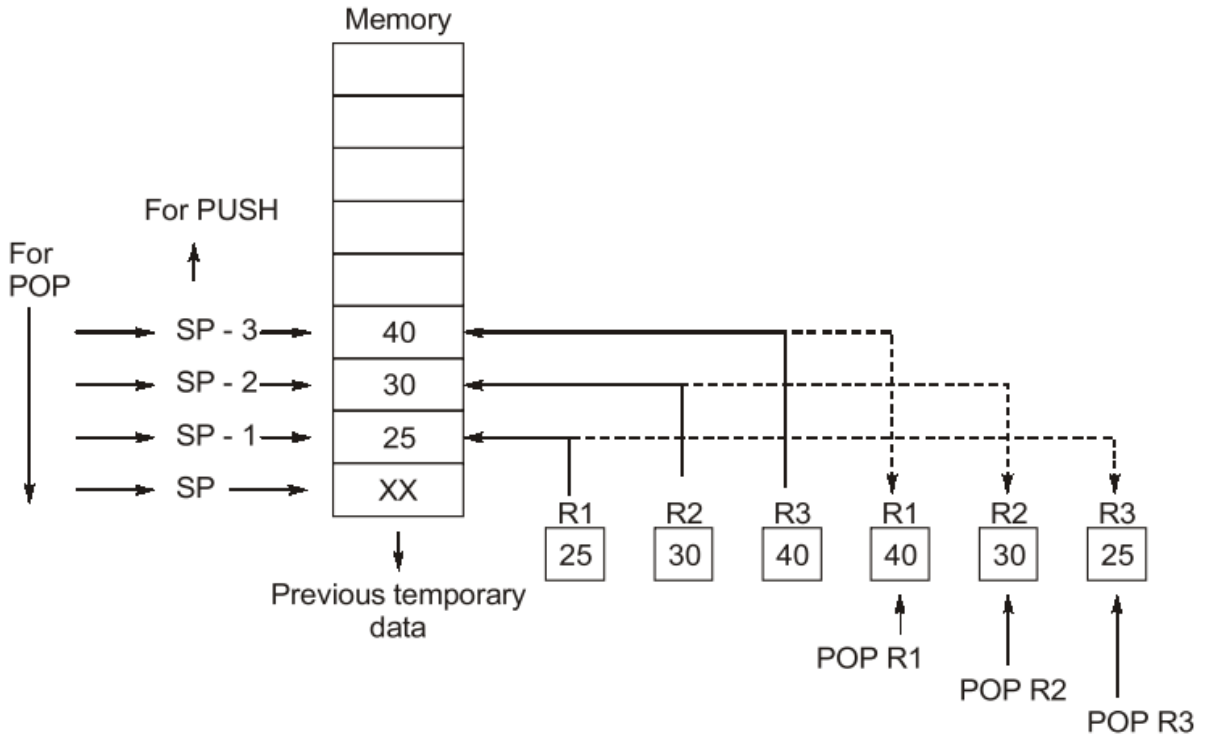 Memory
For PUSH
For
POP
SP - 3
40
SP - 2
30
SP - 1
25
SP
XX
R1
R2
R3
R1
R2
R3
25
30
40
40
30
25
Previous temporary
data
POP R1
POP R2
POP R3